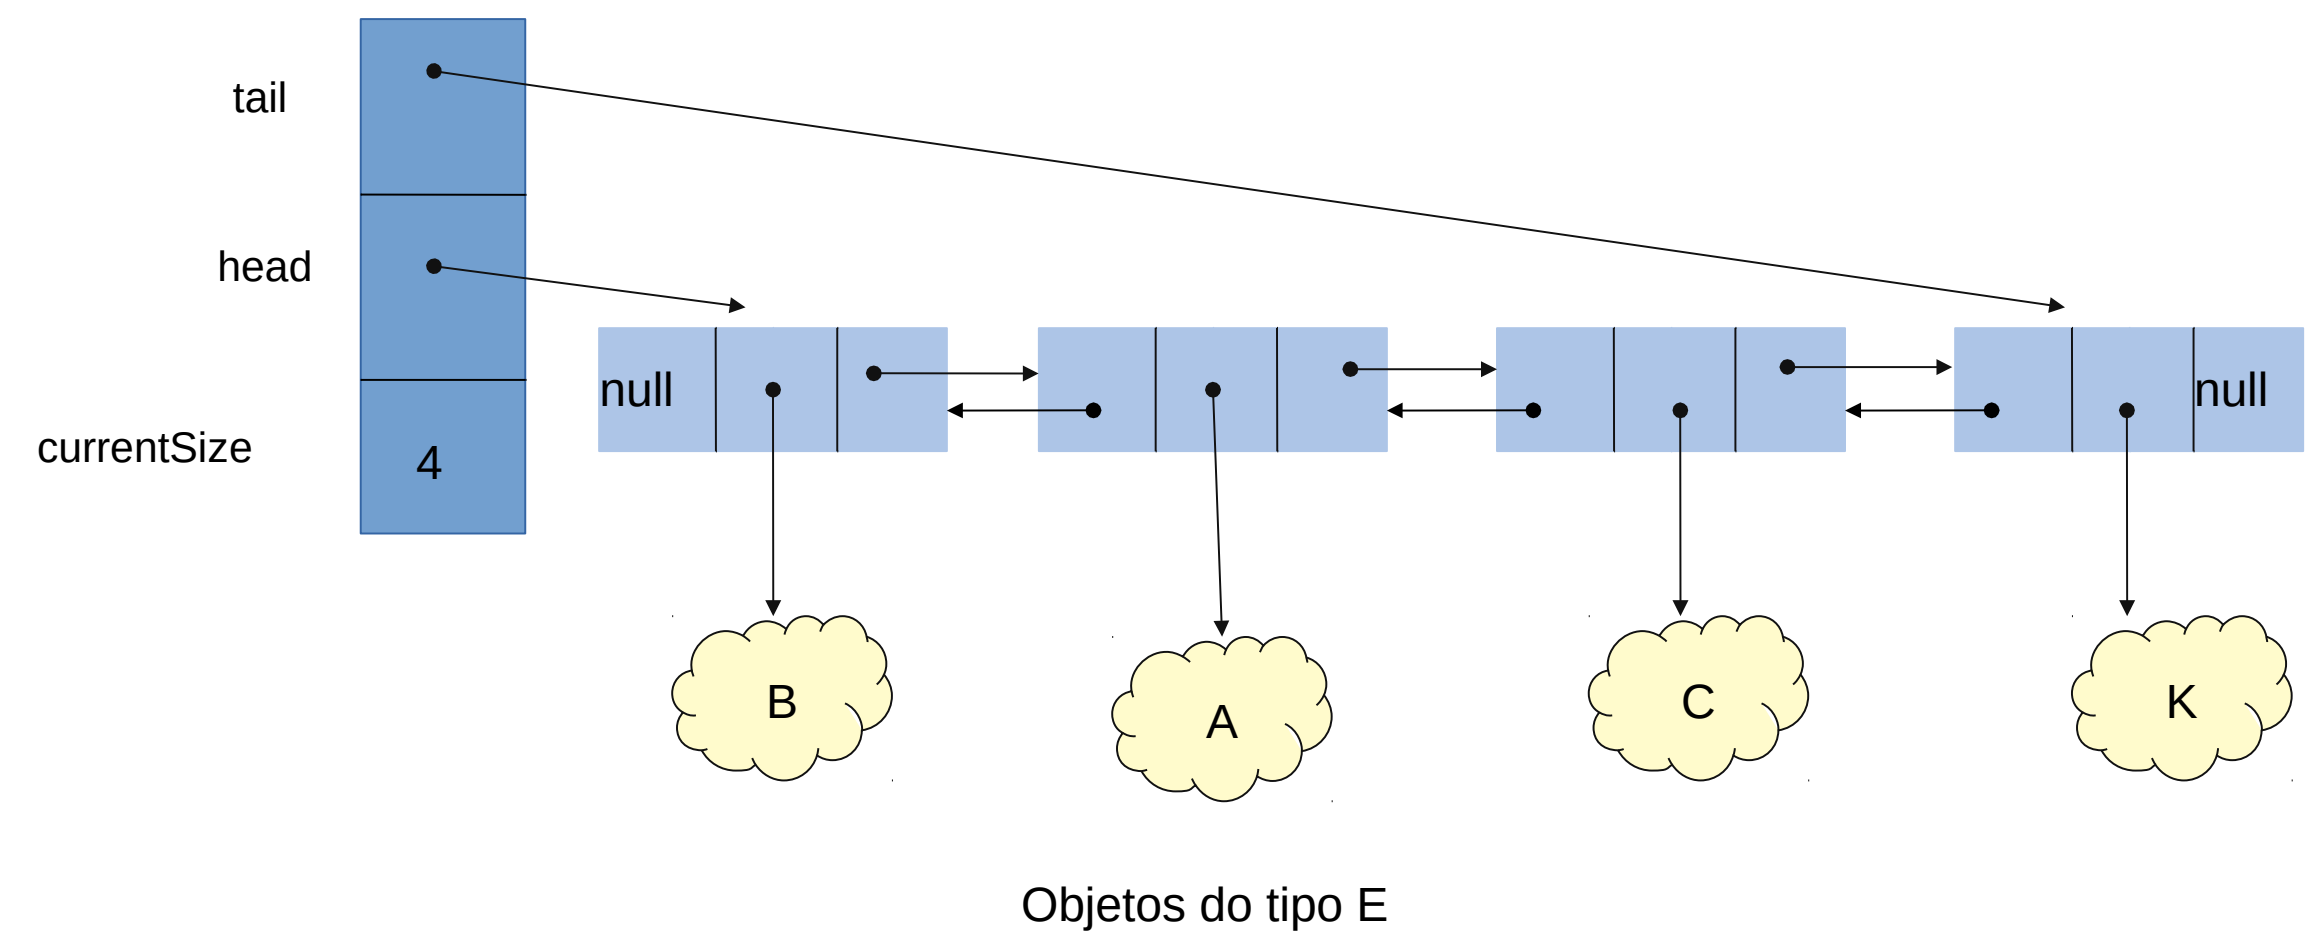 tail
head
currentSize
4
null
null
B
A
C
K
Objetos do tipo E